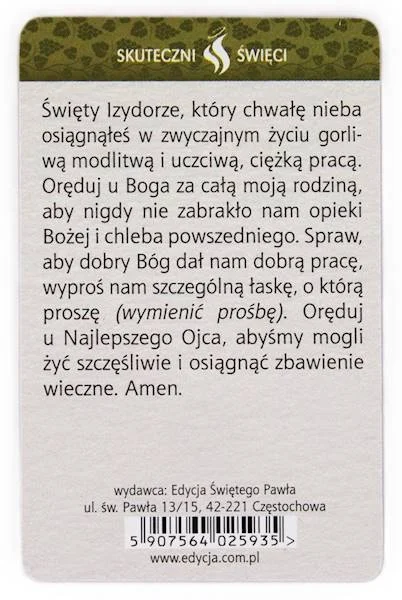 SKUTECZNI ŚWIĘCI
Święty Izydorze, który chwałę nieba
osiągnąłeś w zwyczajnym życiu gorli-
wą modlitwą i uczciwą, ciężką pracą.
Oręduj u Boga za całą moją rodziną,
aby nigdy nie zabrakło nam opieki
Bożej i chleba powszedniego. Spraw,
aby dobry Bóg dał nam dobrą pracę,
wyproś nam szczególną łaskę, o którą
proszę (wymienić prośbę). Oręduj
u Najlepszego Ojca, abyśmy mogli
żyć szczęśliwie i osiągnąć zbawienie
wieczne. Amen.
wydawca: Edycja Świętego Pawła
ul. św. Pawła 13/15, 42-221 Częstochowa
5 907564 025935 >
www.edycja.com.pl